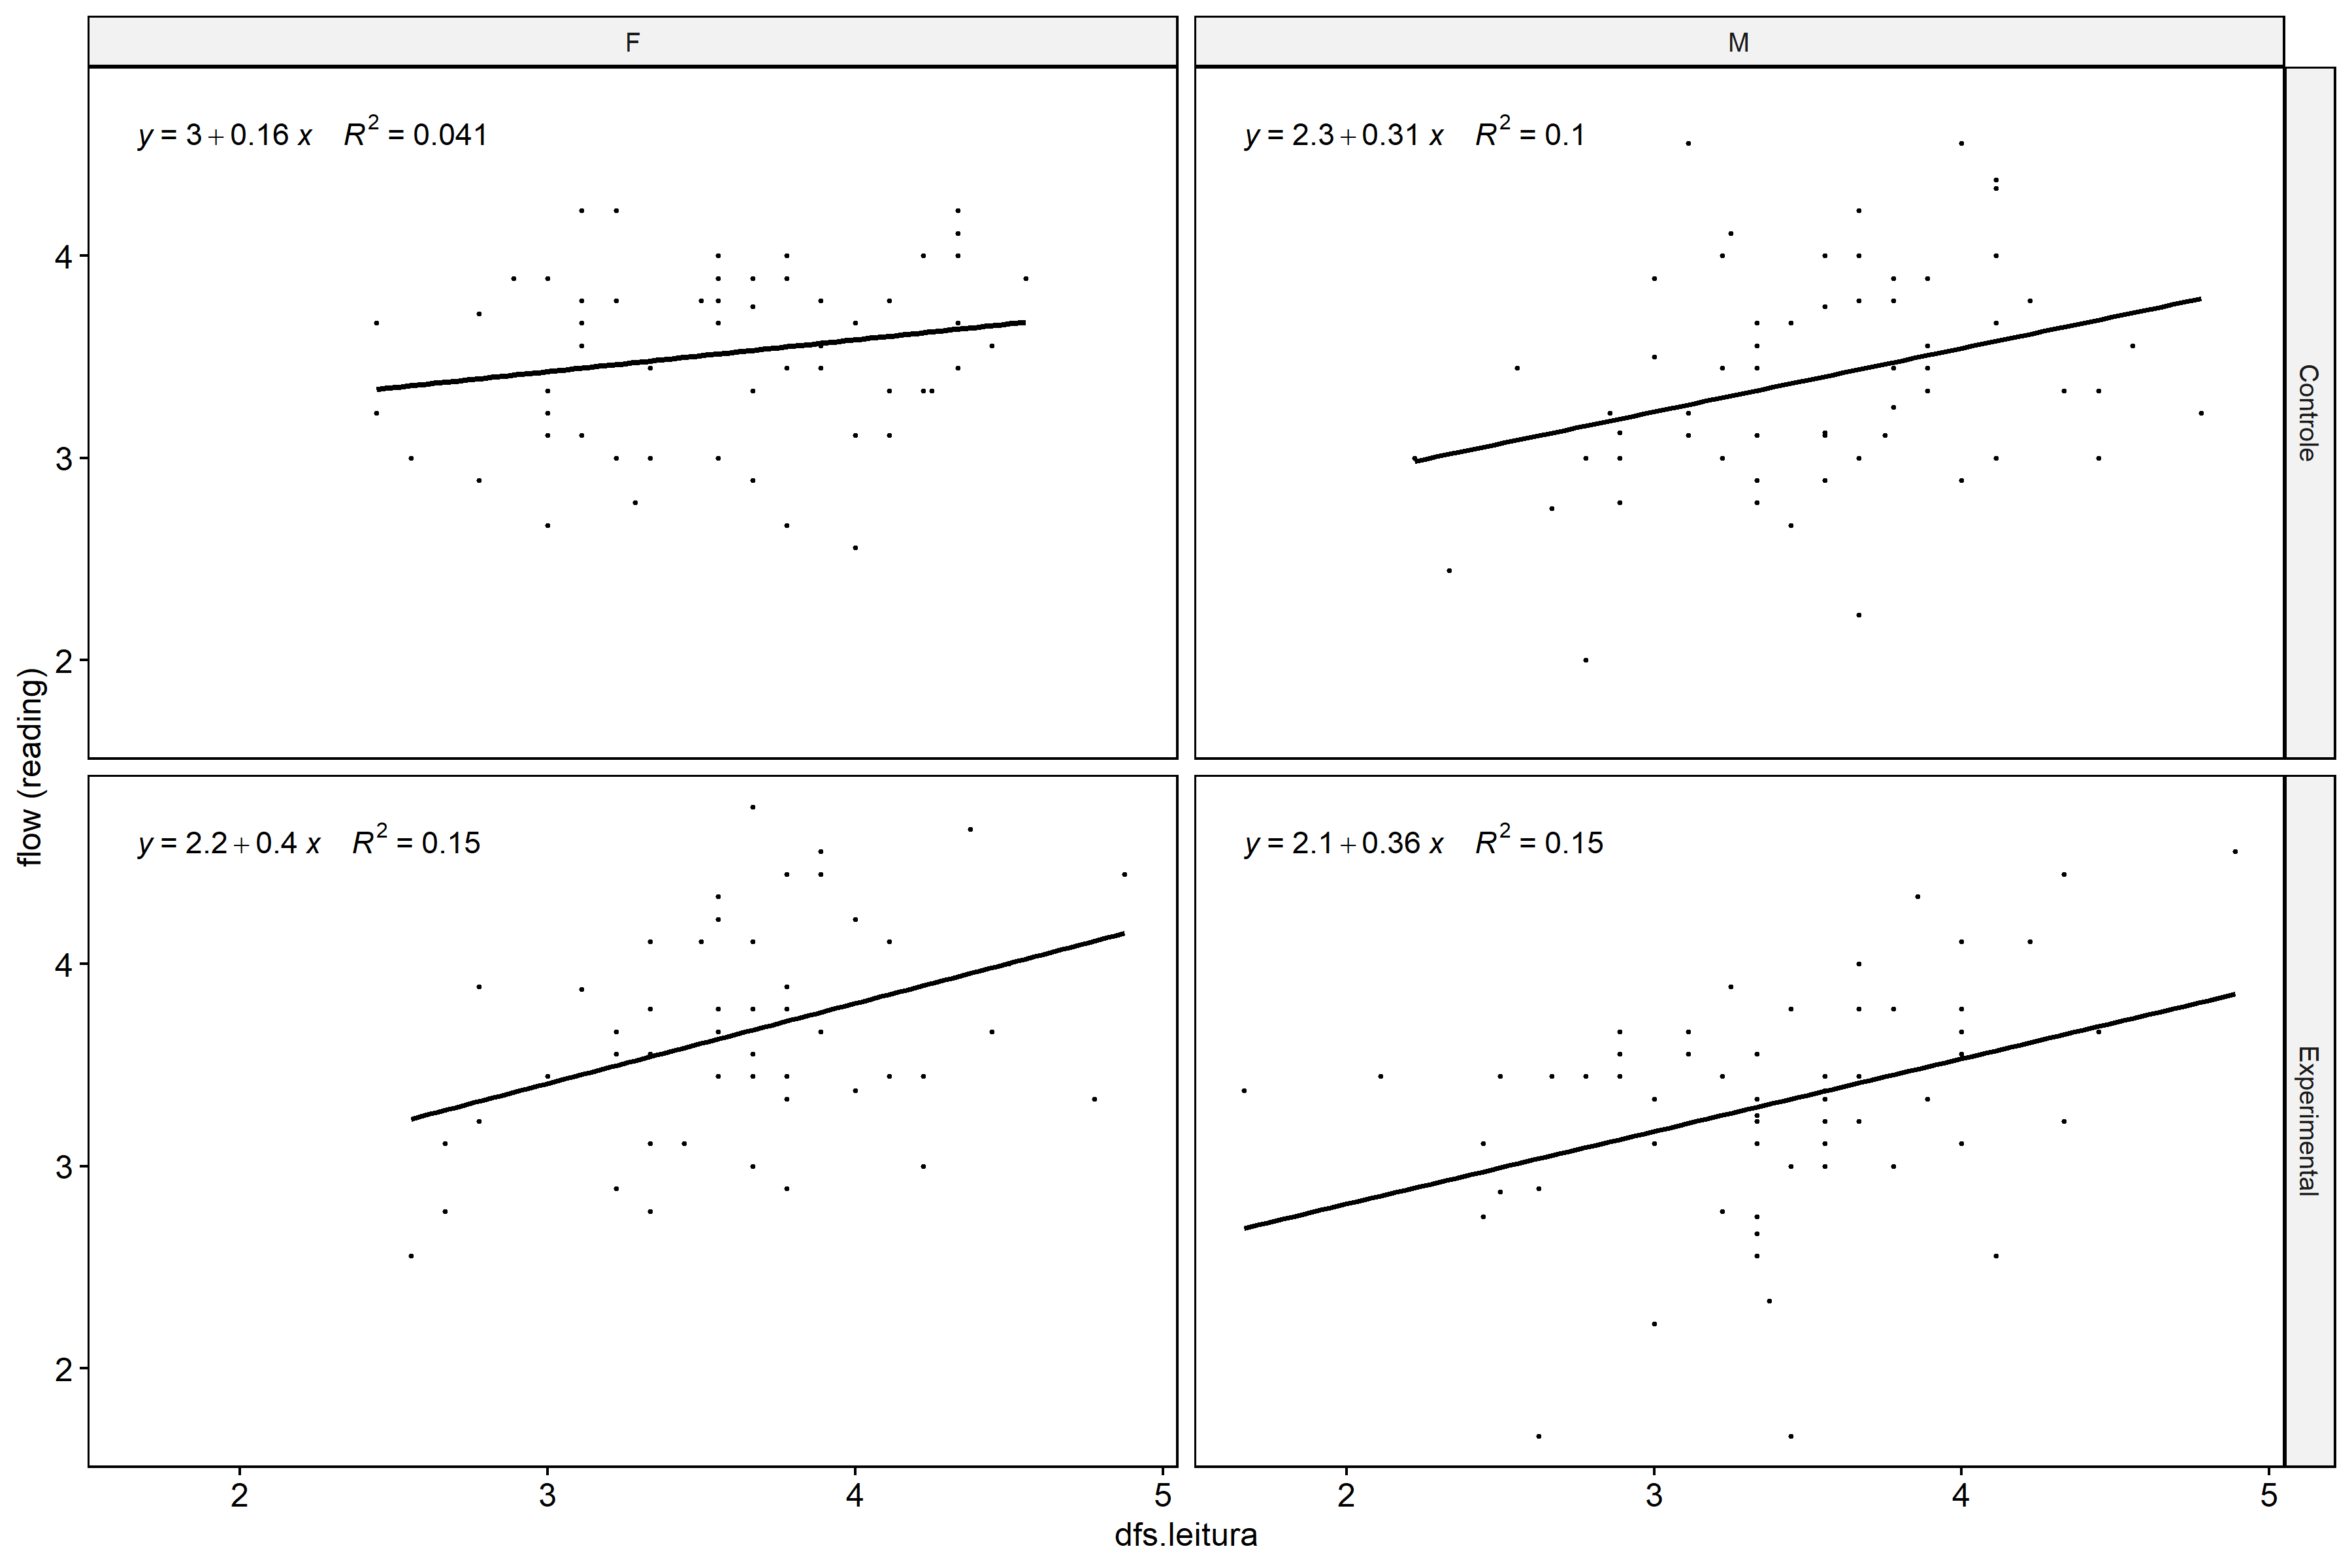 F
M
y = 3 + 0.16 x R² = 0.041
y = 2.3 + 0.31 x R² = 0.1
4
3
2
Controle
flow (reading)
y = 2.2 + 0.4 x R² = 0.15
y = 2.1 + 0.36 x R² = 0.15
4
3
2
Experimental
2 3 4 5
2 3 4 5
dfs.leitura